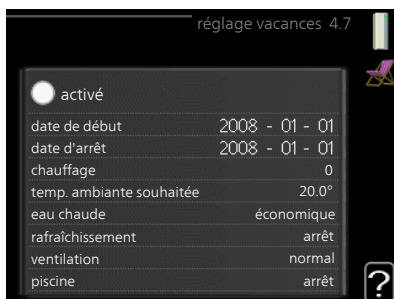 réglage vacances 4.7
activé
date de début 2008 - 01 - 01
date d'arrêt 2008 - 01 - 01
chauffage 0
temp. ambiante souhaitée 20.0°
eau chaude économique
rafraîchissement arrêt
ventilation normal
piscine arrêt
?